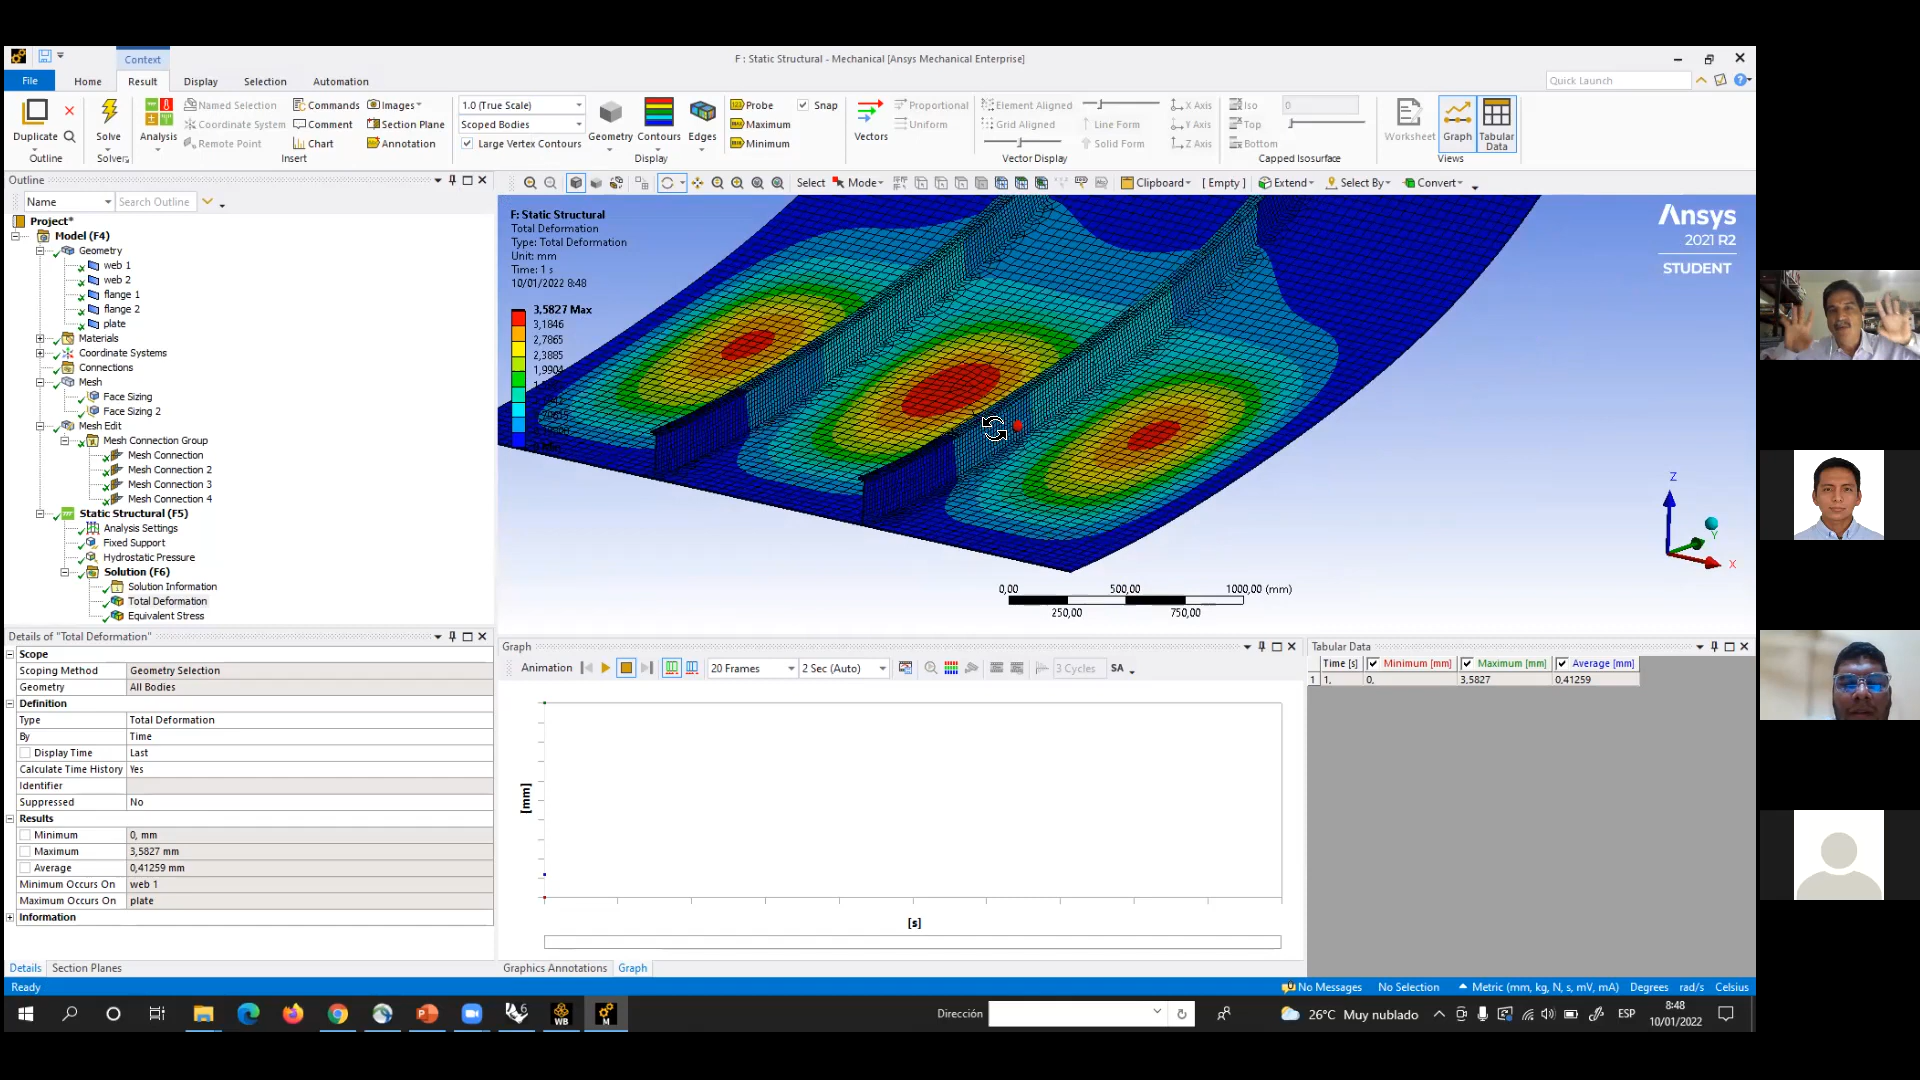 Context
F : Static Structural - Mechanical [Ansys Mechanical Enterprise]
File Home Result Display Selection Automation
Quick Launch
Duplicate
Outline
Solve
Solver
Analysis
Named Selection
Coordinate System
Remote Point
Commands
Comment
Chart
Images
Section Plane
Annotation
Insert
1.0 (True Scale)
Scoped Bodies
Large Vertex Contours
Geometry
Contours
Edges
Display
Probe
Maximum
Minimum
Snap
Vectors
Proportional
Uniform
Element Aligned
Grid Aligned
Line Form
Solid Form
X Axis
Y Axis
Z Axis
Vector Display
Iso
Top
Bottom
0
Capped Isosurface
Worksheet
Graph
Tabular
Data
Views
Outline
Name
Search Outline
Project*
Model (F4)
Geometry
web 1
web 2
flange 1
flange 2
plate
Materials
Coordinate Systems
Connections
Mesh
Face Sizing
Face Sizing 2
Mesh Edit
Mesh Connection Group
Mesh Connection
Mesh Connection 2
Mesh Connection 3
Mesh Connection 4
Static Structural (F5)
Analysis Settings
Fixed Support
Hydrostatic Pressure
Solution (F6)
Solution Information
Total Deformation
Equivalent Stress
Select Mode
Clipboard [ Empty ] Extend Select By Convert
F: Static Structural
Total Deformation
Type: Total Deformation
Unit: mm
Time: 1 s
10/01/2022 8:48
3,5827 Max
3,1846
2,7865
2,3885
1,9904
Ansys
2021 R2
STUDENT
Z
Y
X
0,00 500,00 1000,00 (mm)
250,00 750,00
Details of "Total Deformation"
Scope
Scoping Method Geometry Selection
Geometry All Bodies
Definition
Type Total Deformation
By Time
Display Time Last
Calculate Time History Yes
Identifier
Suppressed No
Results
Minimum 0, mm
Maximum 3,5827 mm
Average 0,41259 mm
Minimum Occurs On web 1
Maximum Occurs On plate
Information
Details Section Planes
Graph
Animation 20 Frames 2 Sec (Auto) 3 Cycles SA
[mm]
[s]
Graphics Annotations Graph
Tabular Data
Time [s] Minimum [mm] Maximum [mm] Average [mm]
1 1, 0, 3,5827 0,41259
Ready
No Messages No Selection Metric (mm, kg, N, s, mV, mA) Degrees rad/s Celsius
WB
M
Dirección
26°C Muy nublado
ESP
8:48
10/01/2022